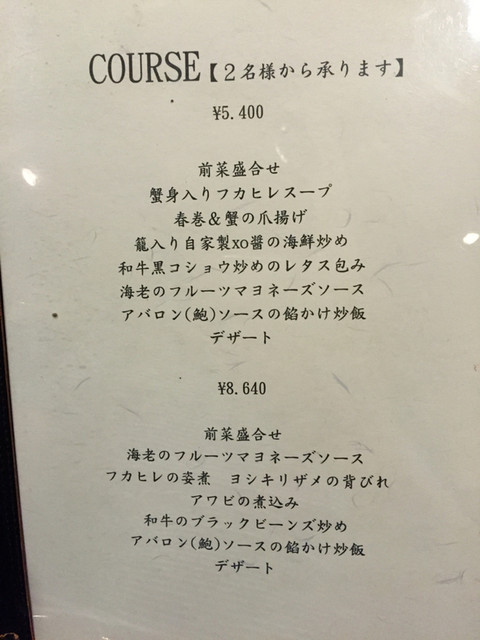 COURSE【2名様から承ります】
¥5.400
前菜盛合せ
蟹身入りフカヒレスープ
春巻&蟹の爪揚げ
籠入り自家製xo醤の海鮮炒め
和牛黒コショウ炒めのレタス包み
海老のフルーツマヨネーズソース
アバロン(鮑)ソースの餡かけ炒飯
デザート
¥8.640
前菜盛合せ
海老のフルーツマヨネーズソース
フカヒレの姿煮　ヨシキリザメの背びれ
アワビの煮込み
和牛のブラックビーンズ炒め
アバロン(鮑)ソースの餡かけ炒飯
デザート